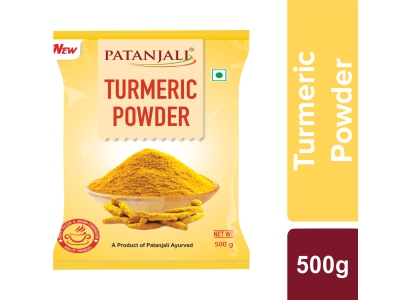 New
PATANJALI®
TURMERIC
POWDER
NET WT.
500 g
A Product of Patanjali Ayurved
Turmeric
Powder
500g